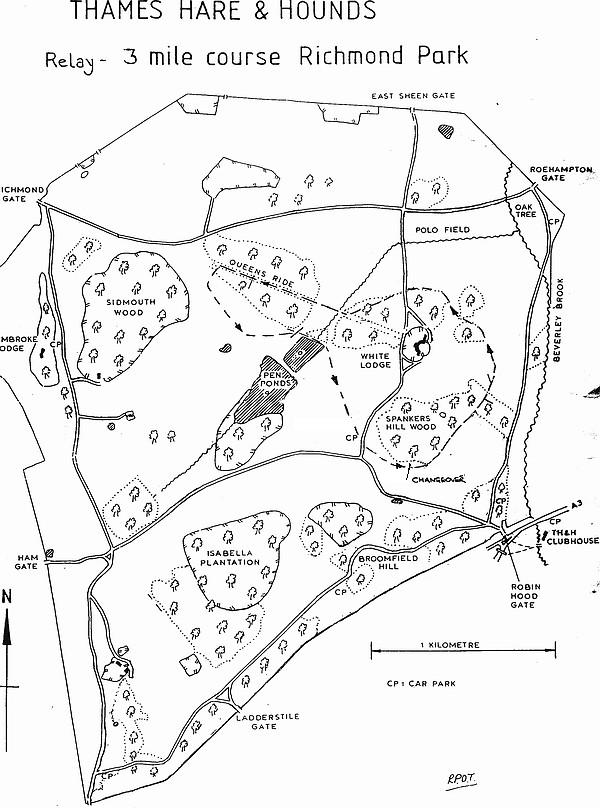 THAMES HARE & HOUNDS
Relay - 3 mile course Richmond Park
EAST SHEEN GATE
ROEHAMPTON
GATE
ICHMOND
GATE
OAK
TREE
CP
POLO FIELD
QUEENS RIDE
SIDMOUTH
WOOD
BEVERLEY BROOK
MBROKE
ODGE
CP
WHITE
LODGE
PEN
PONDS
SPANKERS
HILL WOOD
CP
CHANGEOVER
CP
A3
CP
TH&H
CLUBHOUSE
ISABELLA
PLANTATION
BROOMFIELD
HILL
HAM
GATE
CP
ROBIN
HOOD
GATE
N
1 KILOMETRE
CP: CAR PARK
LADDERSTILE
GATE
CP
R.P.O.T.